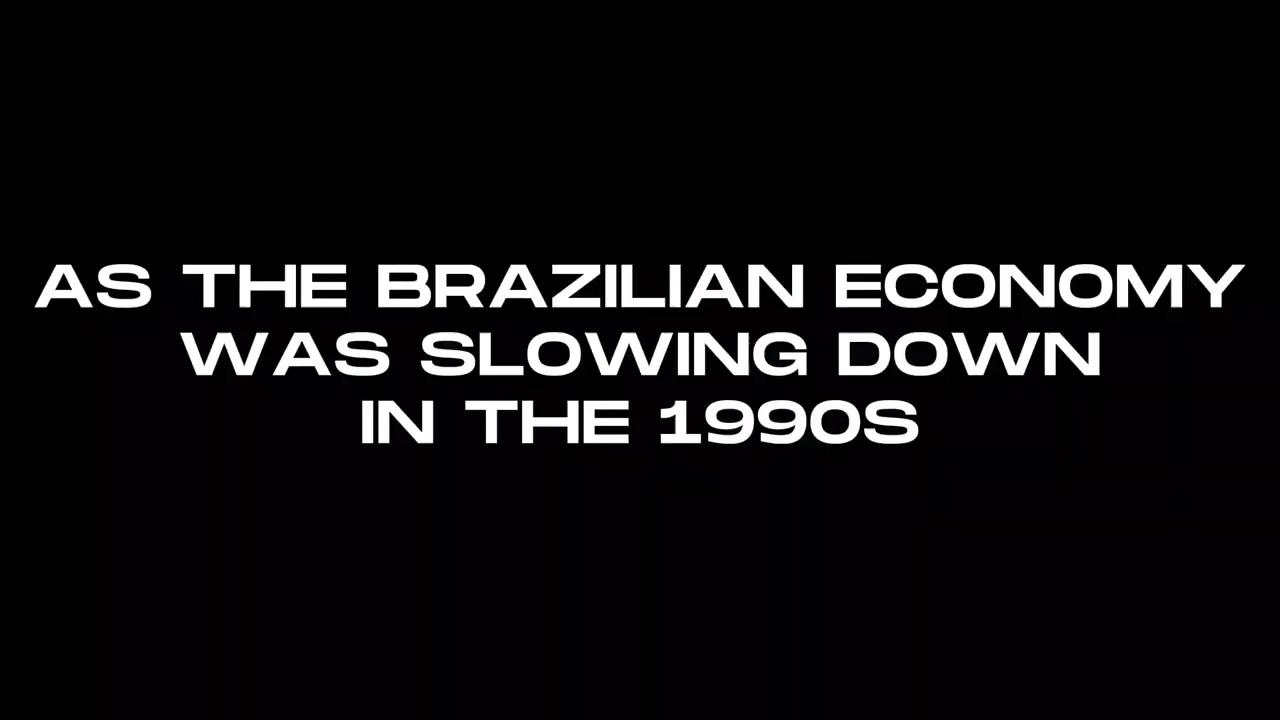 AS THE BRAZILIAN ECONOMY
WAS SLOWING DOWN
IN THE 1990S